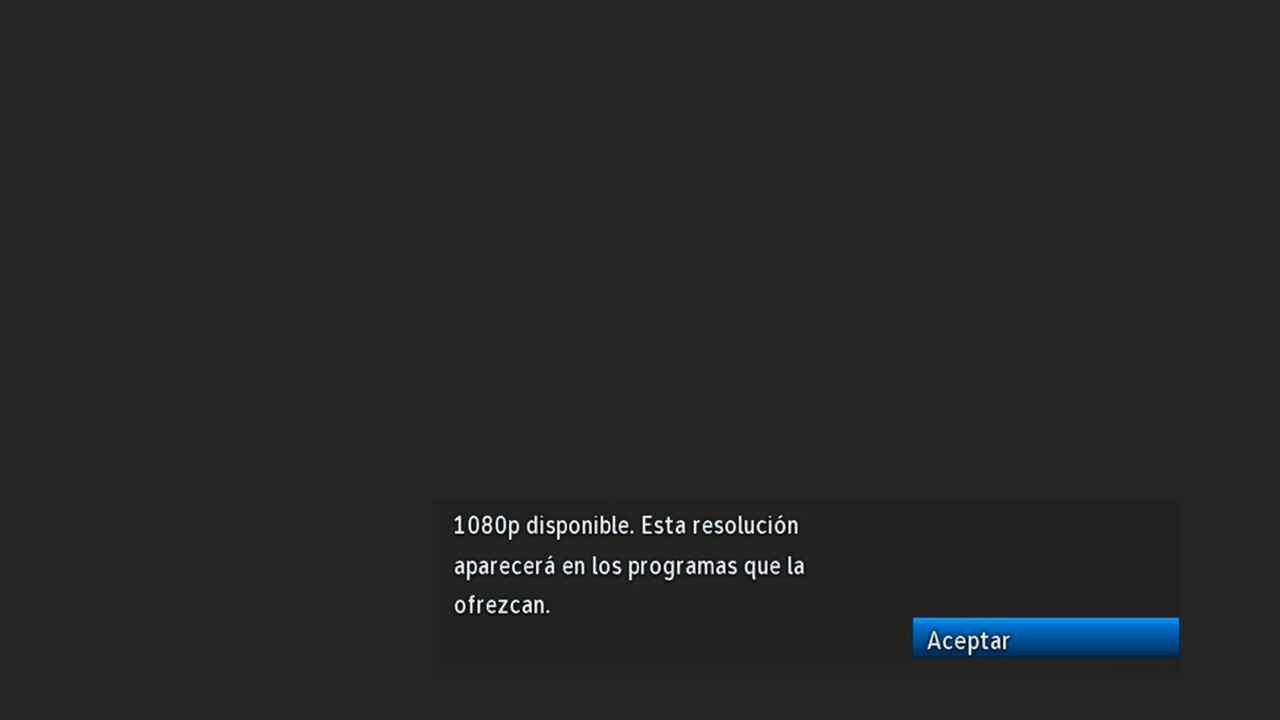 1080p disponible. Esta resolución
aparecerá en los programas que la
ofrezcan.
Aceptar